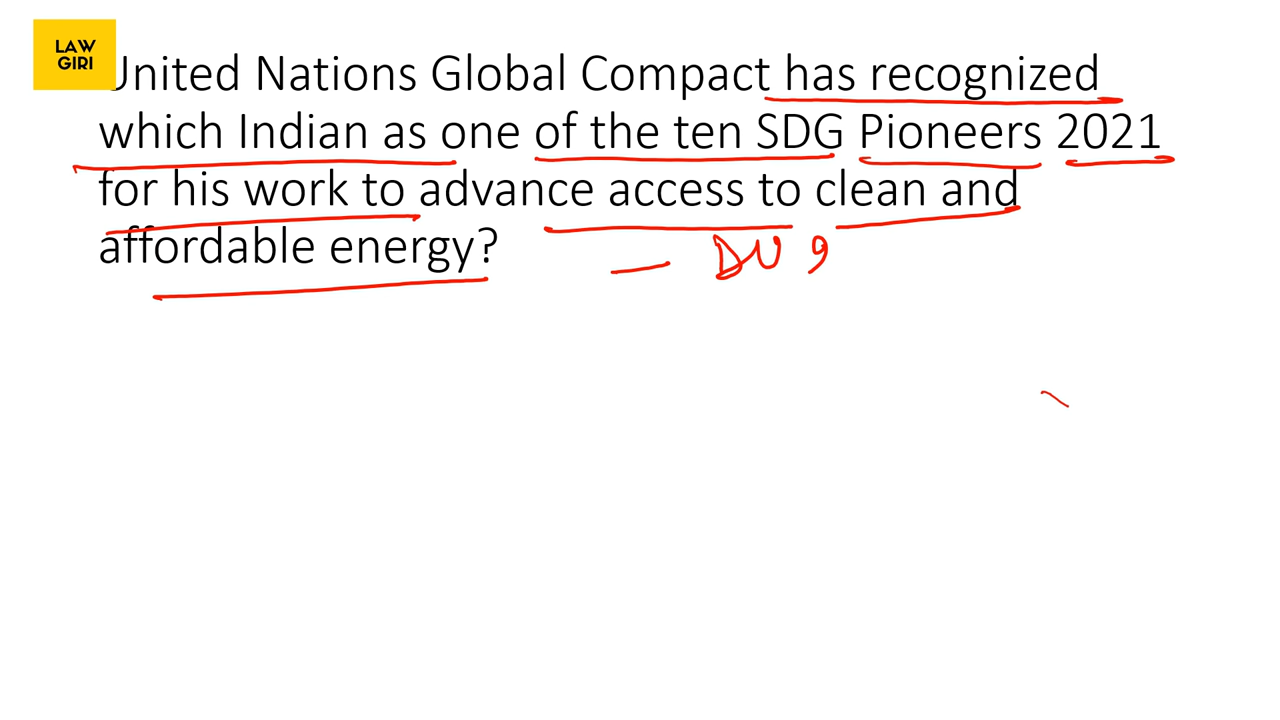 LAW
GIRI
United Nations Global Compact has recognized
which Indian as one of the ten SDG Pioneers 2021
for his work to advance access to clean and
affordable energy?